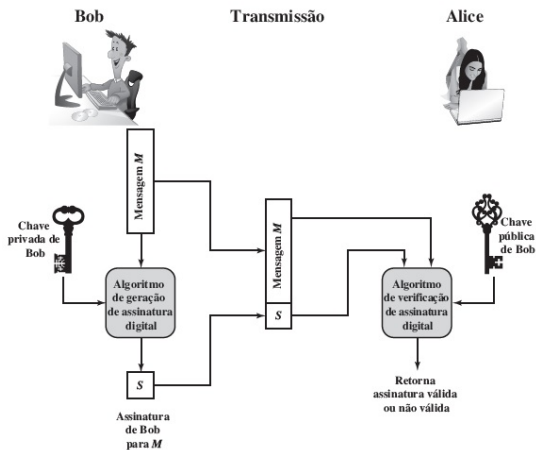 Bob
Transmissão
Alice
Mensagem M
Chave
privada de
Bob
Algoritmo
de geração
de assinatura
digital
S
Assinatura
de Bob
para M
Mensagem M
S
Chave
pública
de Bob
Algoritmo
de verificação
de assinatura
digital
Retorna
assinatura válida
ou não válida